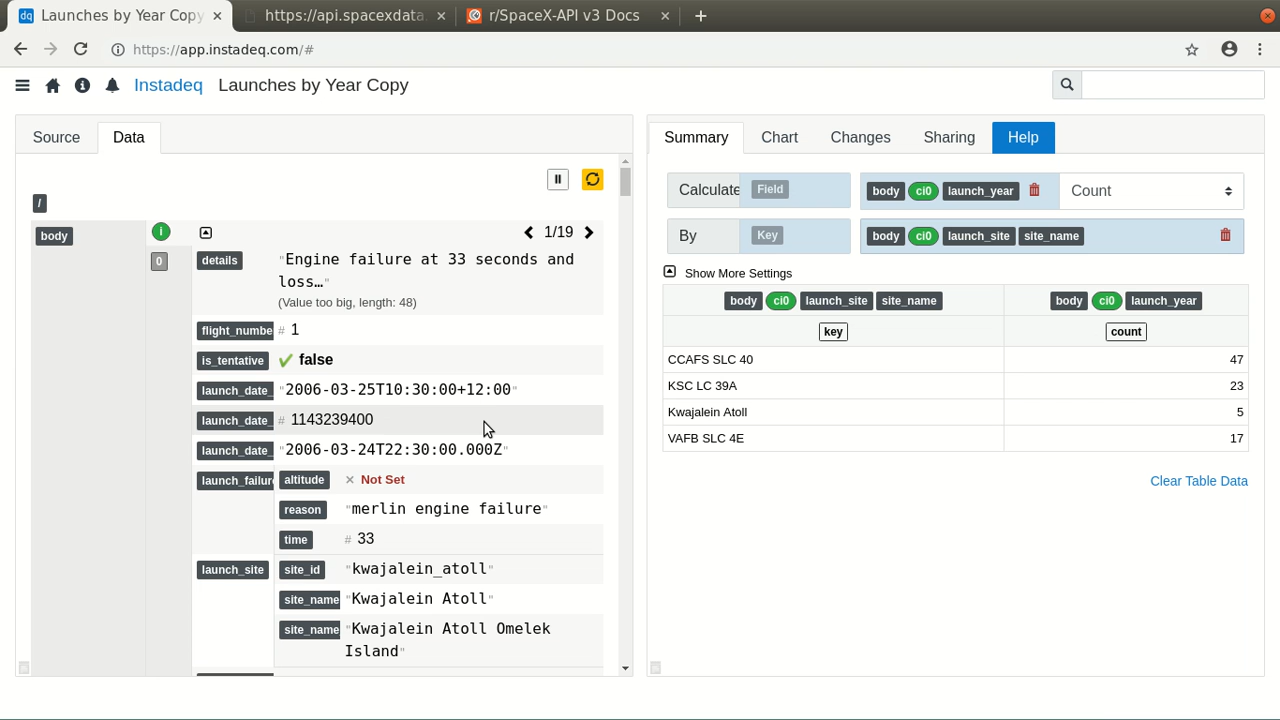 dq Launches by Year Copy
https://api.spacexdata.
r/SpaceX-API v3 Docs
https://app.instadeq.com/#
Instadeq Launches by Year Copy
Source Data
/
body
i
1/19
0
details "Engine failure at 33 seconds and
loss…"
(Value too big, length: 48)
flight_numbe # 1
is_tentative false
launch_date_ "2006-03-25T10:30:00+12:00"
launch_date_ # 1143239400
launch_date_ "2006-03-24T22:30:00.000Z"
launch_failur altitude Not Set
reason "merlin engine failure"
time # 33
launch_site site_id "kwajalein_atoll"
site_name "Kwajalein Atoll"
site_name "Kwajalein Atoll Omelek
Island"
Summary Chart Changes Sharing Help
Calculate Field body ci0 launch_year Count
By Key body ci0 launch_site site_name
Show More Settings
body ci0 launch_site site_name body ci0 launch_year
key count
CCAFS SLC 40 47
KSC LC 39A 23
Kwajalein Atoll 5
VAFB SLC 4E 17
Clear Table Data